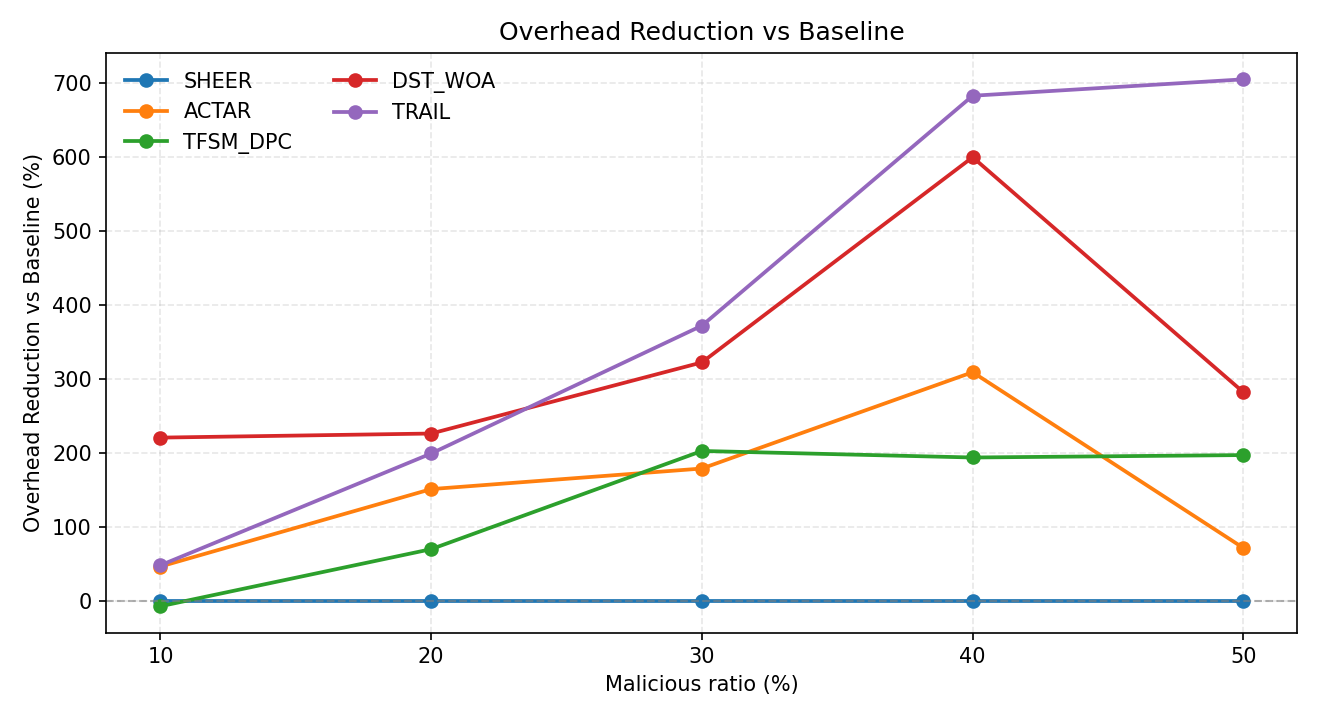 Overhead Reduction vs Baseline
SHEER
ACTAR
TFSM_DPC
DST_WOA
TRAIL
Overhead Reduction vs Baseline (%)
700
600
500
400
300
200
100
0
10 20 30 40 50
Malicious ratio (%)